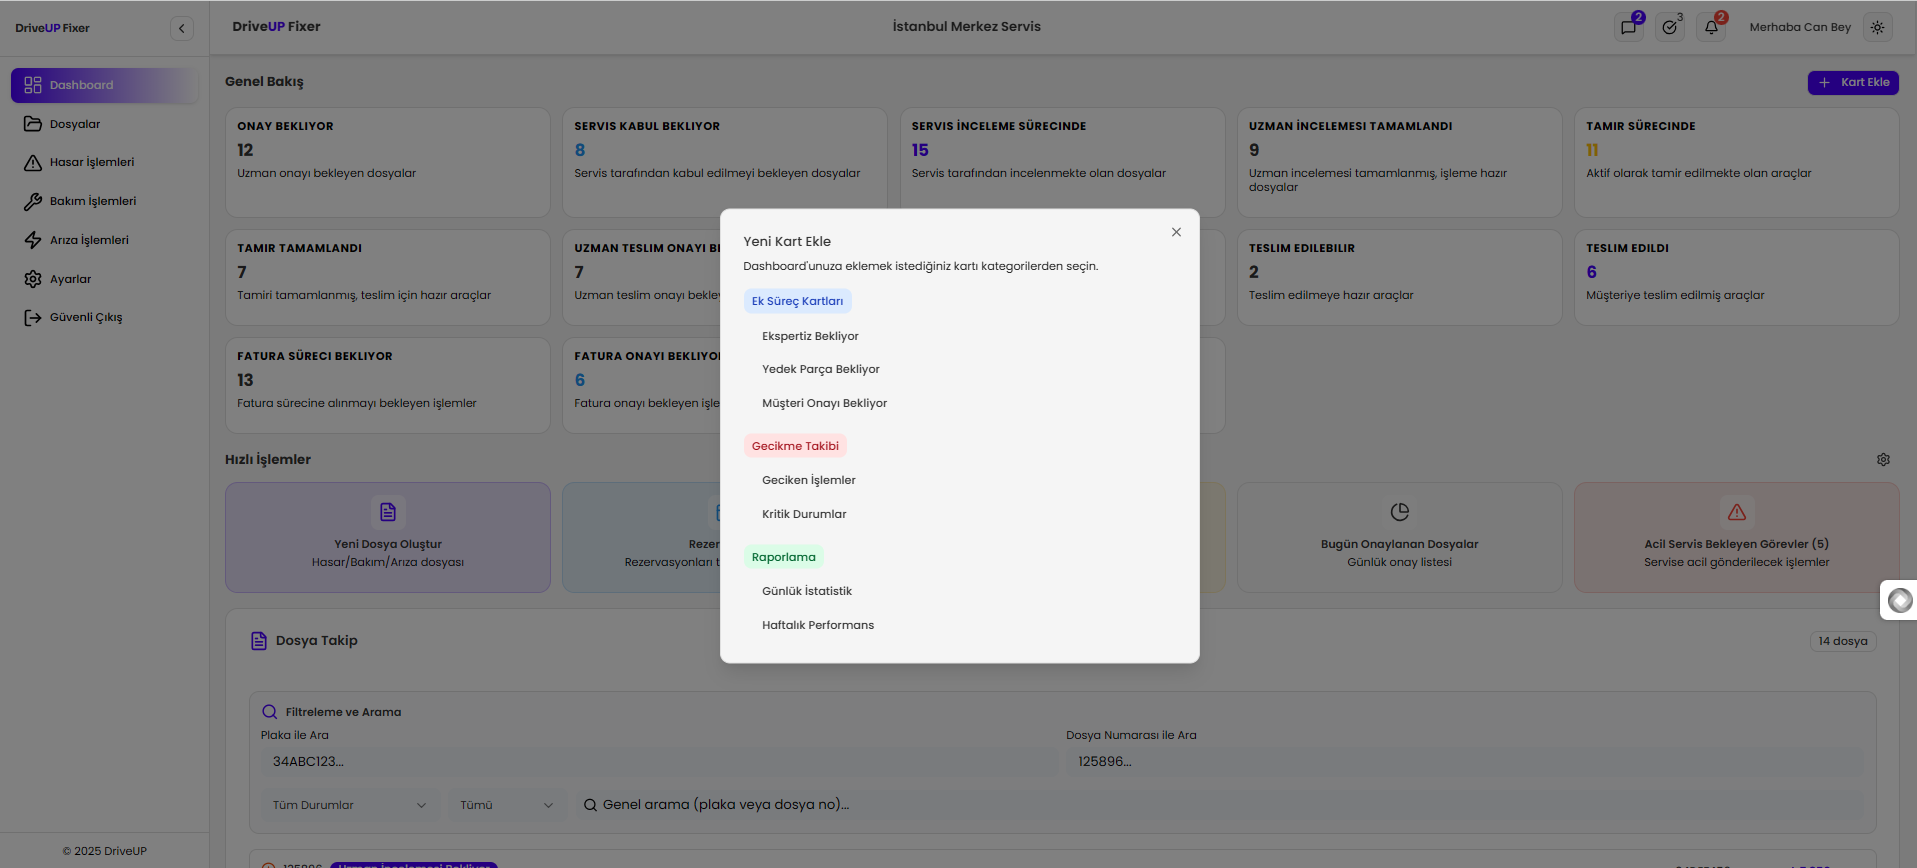 DriveUP Fixer
DriveUP Fixer
İstanbul Merkez Servis
2
3
2
Merhaba Can Bey
Dashboard
Dosyalar
Hasar İşlemleri
Bakım İşlemleri
Arıza İşlemleri
Ayarlar
Güvenli Çıkış
© 2025 DriveUP
Genel Bakış
Kart Ekle
ONAY BEKLIYOR
12
Uzman onayı bekleyen dosyalar
SERVIS KABUL BEKLIYOR
8
Servis tarafından kabul edilmeyi bekleyen dosyalar
SERVIS İNCELEME SÜRECINDE
15
Servis tarafından incelenmekte olan dosyalar
UZMAN İNCELEMESI TAMAMLANDI
9
Uzman incelemesi tamamlanmış, işleme hazır
dosyalar
TAMIR SÜRECINDE
11
Aktif olarak tamir edilmekte olan araçlar
TAMIR TAMAMLANDI
7
Tamiri tamamlanmış, teslim için hazır araçlar
UZMAN TESLIM ONAYI
7
Uzman teslim onayı
TESLIM EDILEBILIR
2
Teslim edilmeye hazır araçlar
TESLIM EDILDI
6
Müşteriye teslim edilmiş araçlar
FATURA SÜRECI BEKLIYOR
13
Fatura sürecine alınmayı bekleyen işlemler
FATURA ONAYI
6
Fatura onayı bekleyen
Yeni Kart Ekle
Dashboard'unuza eklemek istediğiniz kartı kategorilerden seçin.
Ek Süreç Kartları
Ekspertiz Bekliyor
Yedek Parça Bekliyor
Müşteri Onayı Bekliyor
Gecikme Takibi
Geciken İşlemler
Kritik Durumlar
Raporlama
Günlük İstatistik
Haftalık Performans
Hızlı İşlemler
Yeni Dosya Oluştur
Hasar/Bakım/Arıza dosyası
Rezervasyonları
Bugün Onaylanan Dosyalar
Günlük onay listesi
Acil Servis Bekleyen Görevler (5)
Servise acil gönderilecek işlemler
Dosya Takip
14 dosya
Filtreleme ve Arama
Plaka ile Ara
Dosya Numarası ile Ara
34ABC123...
125896...
Tüm Durumlar
Tümü
Genel arama (plaka veya dosya no)...